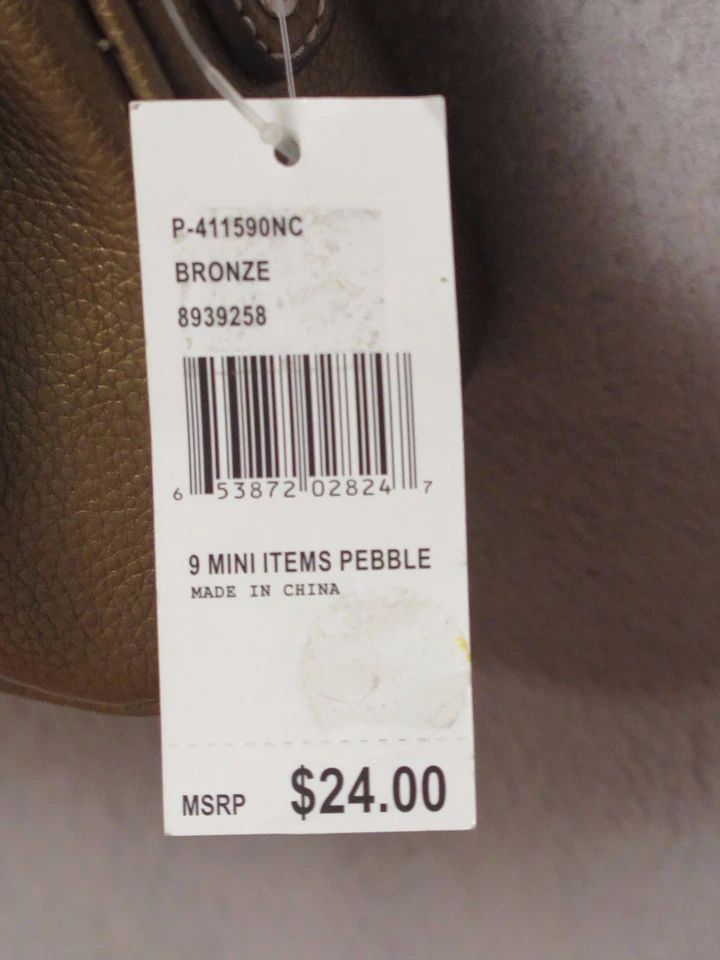 P-411590NC
BRONZE
8939258
6 53872 02824 7
9 MINI ITEMS PEBBLE
MADE IN CHINA
MSRP $24.00